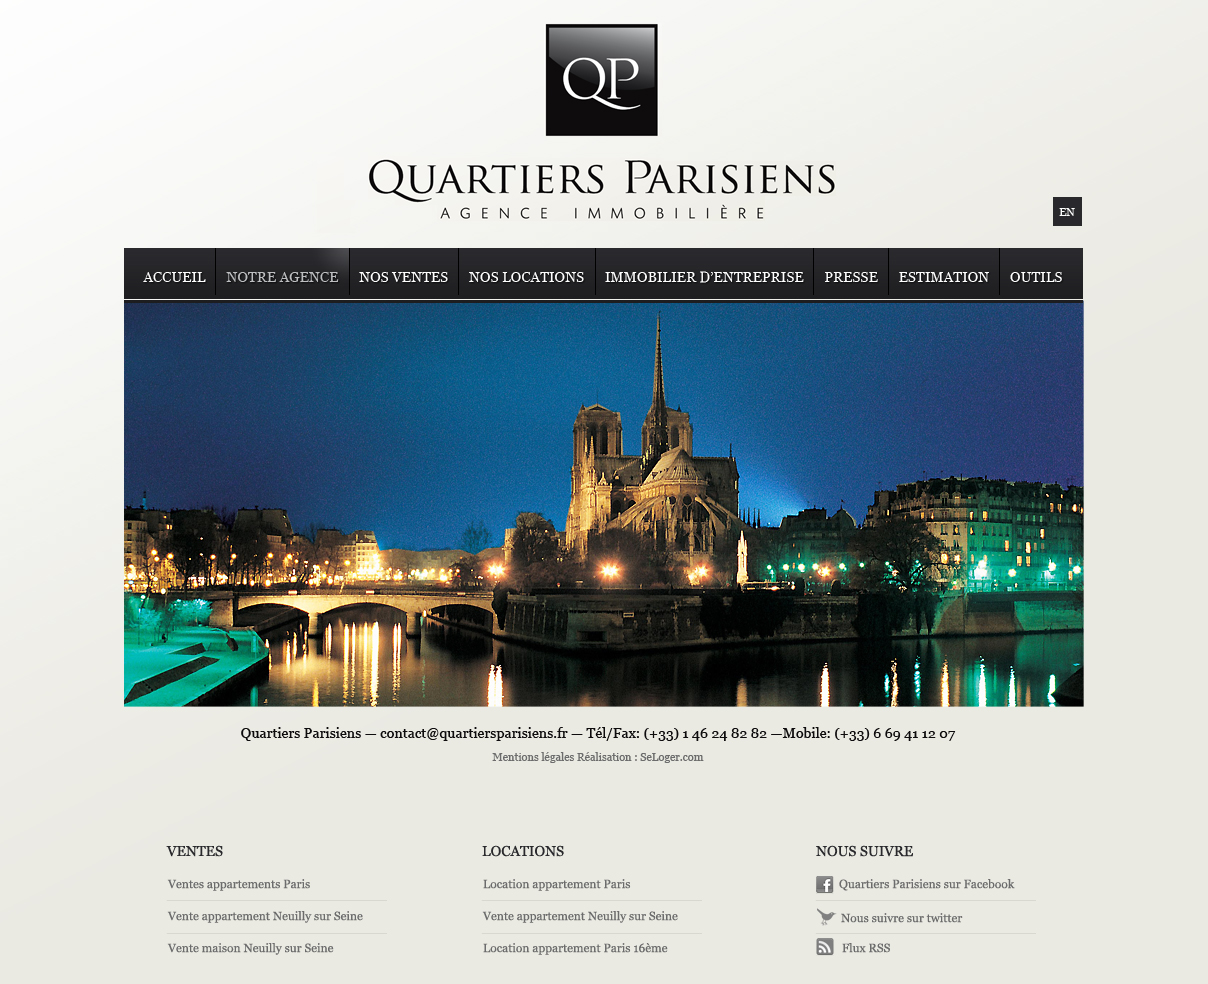 QP
QUARTIERS PARISIENS
AGENCE IMMOBILIÈRE
EN
ACCUEIL NOTRE AGENCE NOS VENTES NOS LOCATIONS IMMOBILIER D’ENTREPRISE PRESSE ESTIMATION OUTILS
Quartiers Parisiens — contact@quartiersparisiens.fr — Tél/Fax: (+33) 1 46 24 82 82 —Mobile: (+33) 6 69 41 12 07
Mentions légales Réalisation : SeLoger.com
VENTES
Ventes appartements Paris
Vente appartement Neuilly sur Seine
Vente maison Neuilly sur Seine
LOCATIONS
Location appartement Paris
Vente appartement Neuilly sur Seine
Location appartement Paris 16ème
NOUS SUIVRE
f Quartiers Parisiens sur Facebook
Nous suivre sur twitter
Flux RSS